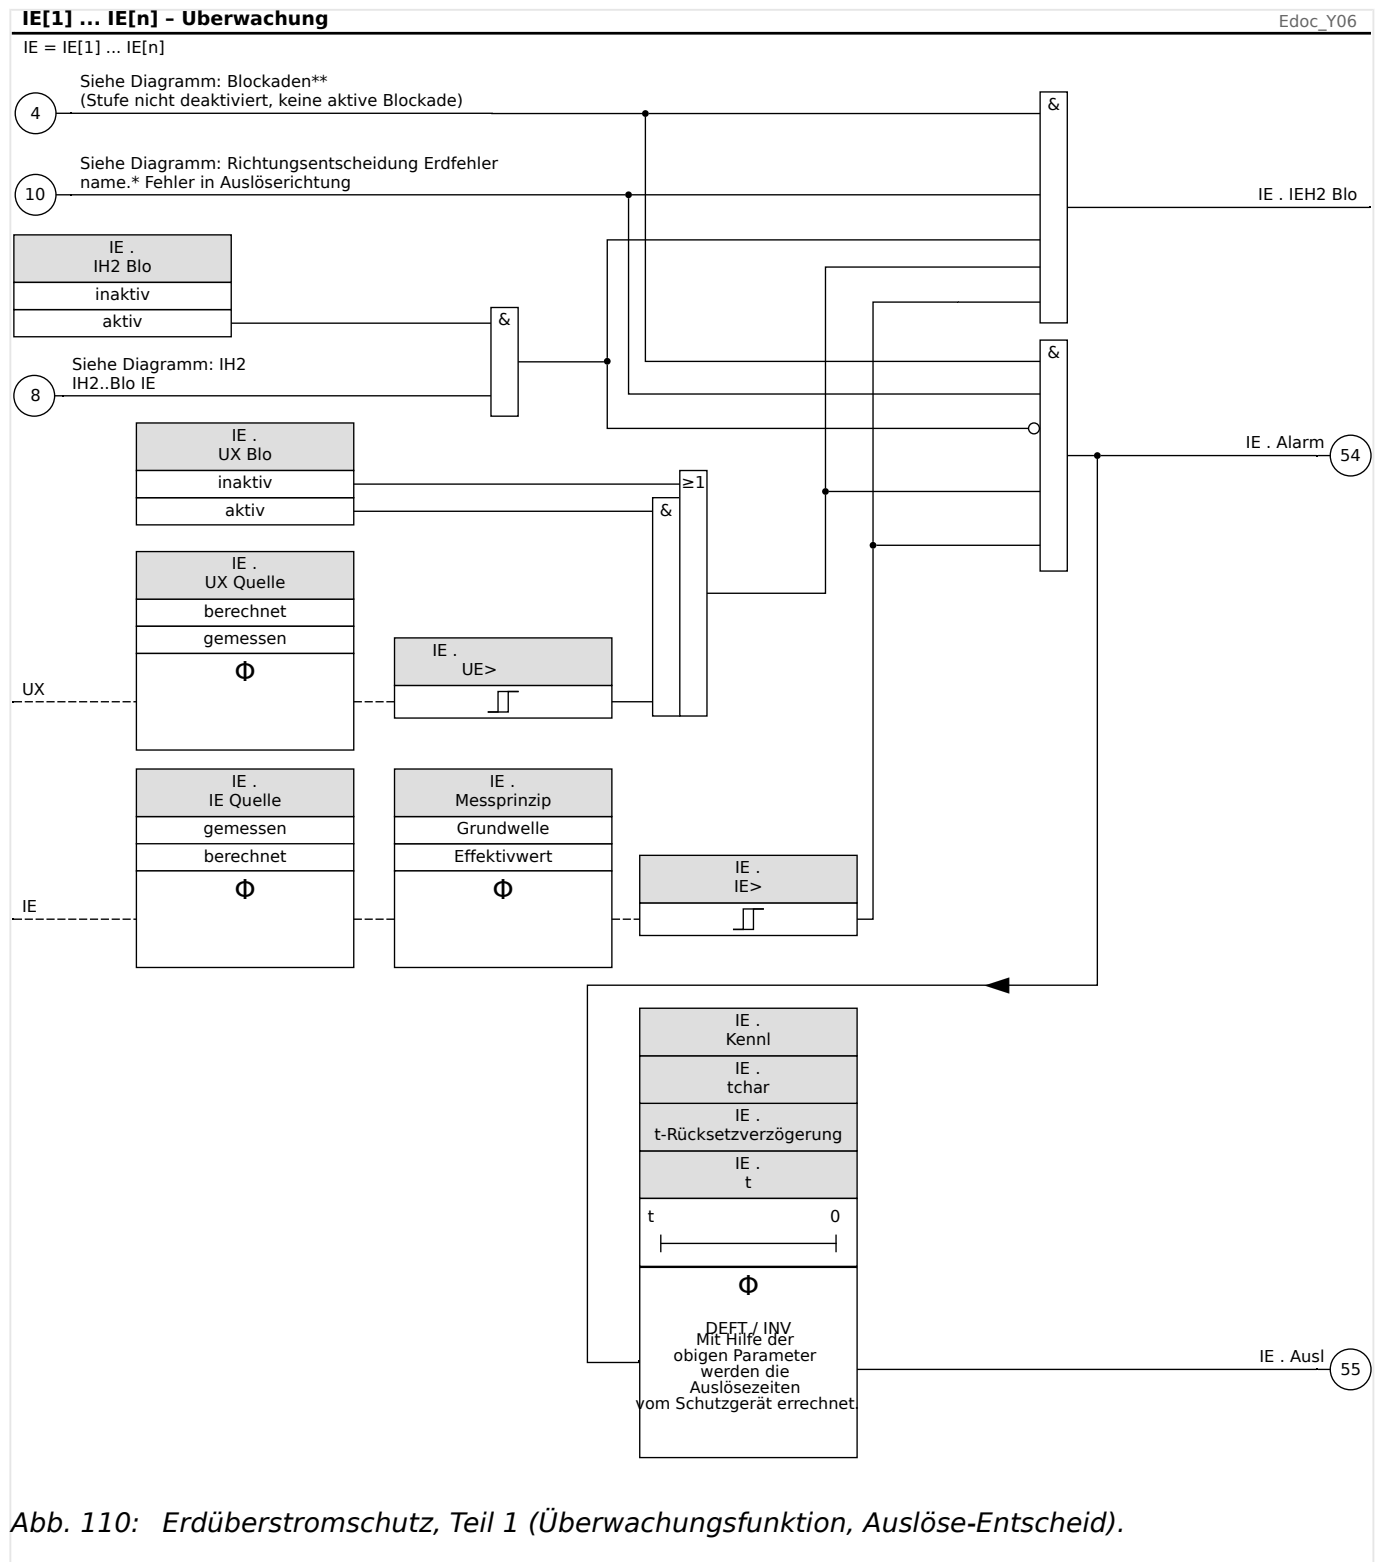 IE[1] ... IE[n] – Überwachung
Edoc_Y06
IE = IE[1] ... IE[n]
Siehe Diagramm: Blockaden**
(Stufe nicht deaktiviert, keine aktive Blockade)
4
&
Siehe Diagramm: Richtungsentscheidung Erdfehler
name.* Fehler in Auslöserichtung
10
IE . IEH2 Blo
IE .
IH2 Blo
inaktiv
aktiv
&
&
Siehe Diagramm: IH2
IH2..Blo IE
8
IE .
UX Blo
inaktiv
aktiv
≥1
&
IE . Alarm
54
IE .
UX Quelle
berechnet
gemessen
Φ
UX
IE .
UE>
IE .
IE Quelle
gemessen
berechnet
Φ
IE
IE .
Messprinzip
Grundwelle
Effektivwert
Φ
IE .
IE>
IE .
Kennl
IE .
tchar
IE .
t-Rücksetzverzögerung
IE .
t
t 0
Φ
DEFT / INV
Mit Hilfe der
obigen Parameter
werden die
Auslösezeiten
vom Schutzgerät errechnet.
IE . Ausl
55
Abb. 110: Erdüberstromschutz, Teil 1 (Überwachungsfunktion, Auslöse-Entscheid).